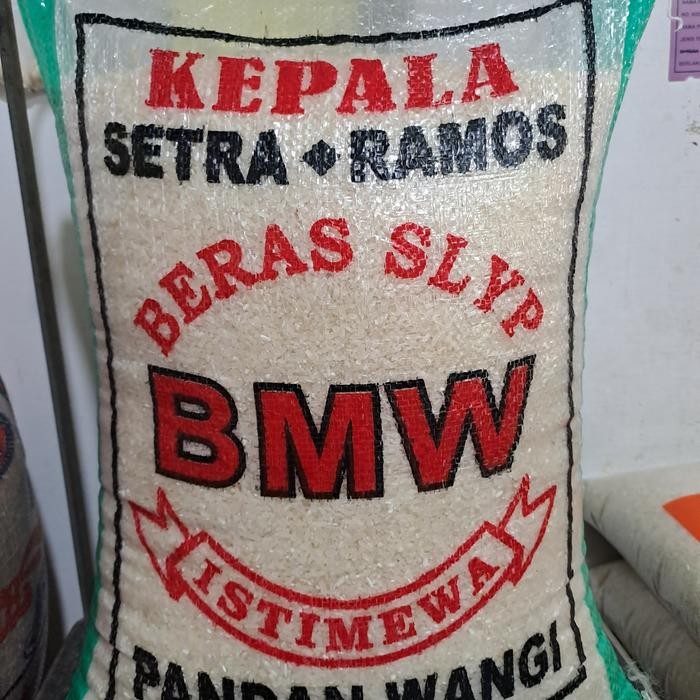 KEPALA
SETRA ◆ RAMOS
BERAS SLYP
BMW
ISTIMEWA
PANDAN WANGI